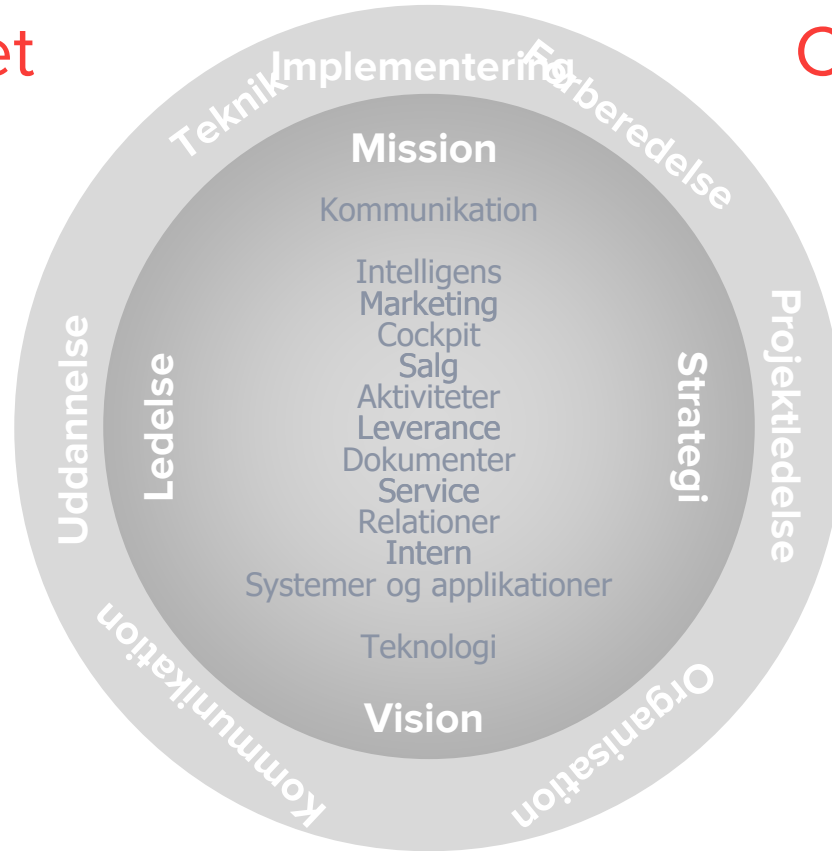 et
Implementering
Teknik
Forberedelse
Mission
Kommunikation
Intelligens
Marketing
Cockpit
Salg
Aktiviteter
Leverance
Dokumenter
Service
Relationer
Intern
Systemer og applikationer
Teknologi
Vision
Ledelse
Strategi
Uddannelse
Projektledelse
Kommunikation
Organisation